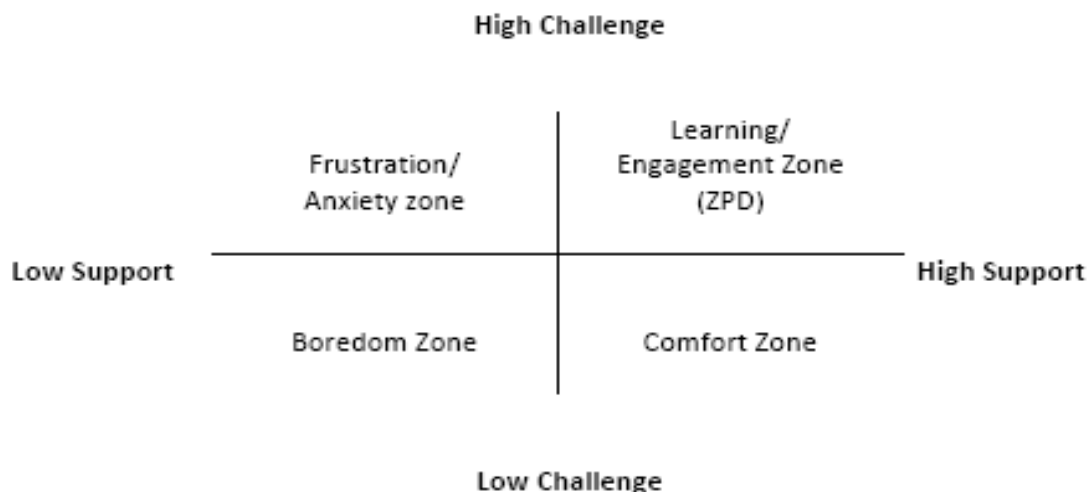 High Challenge
Learning/
Engagement Zone
(ZPD)
Frustration/
Anxiety zone
Low Support
High Support
Boredom Zone
Comfort Zone
Low Challenge